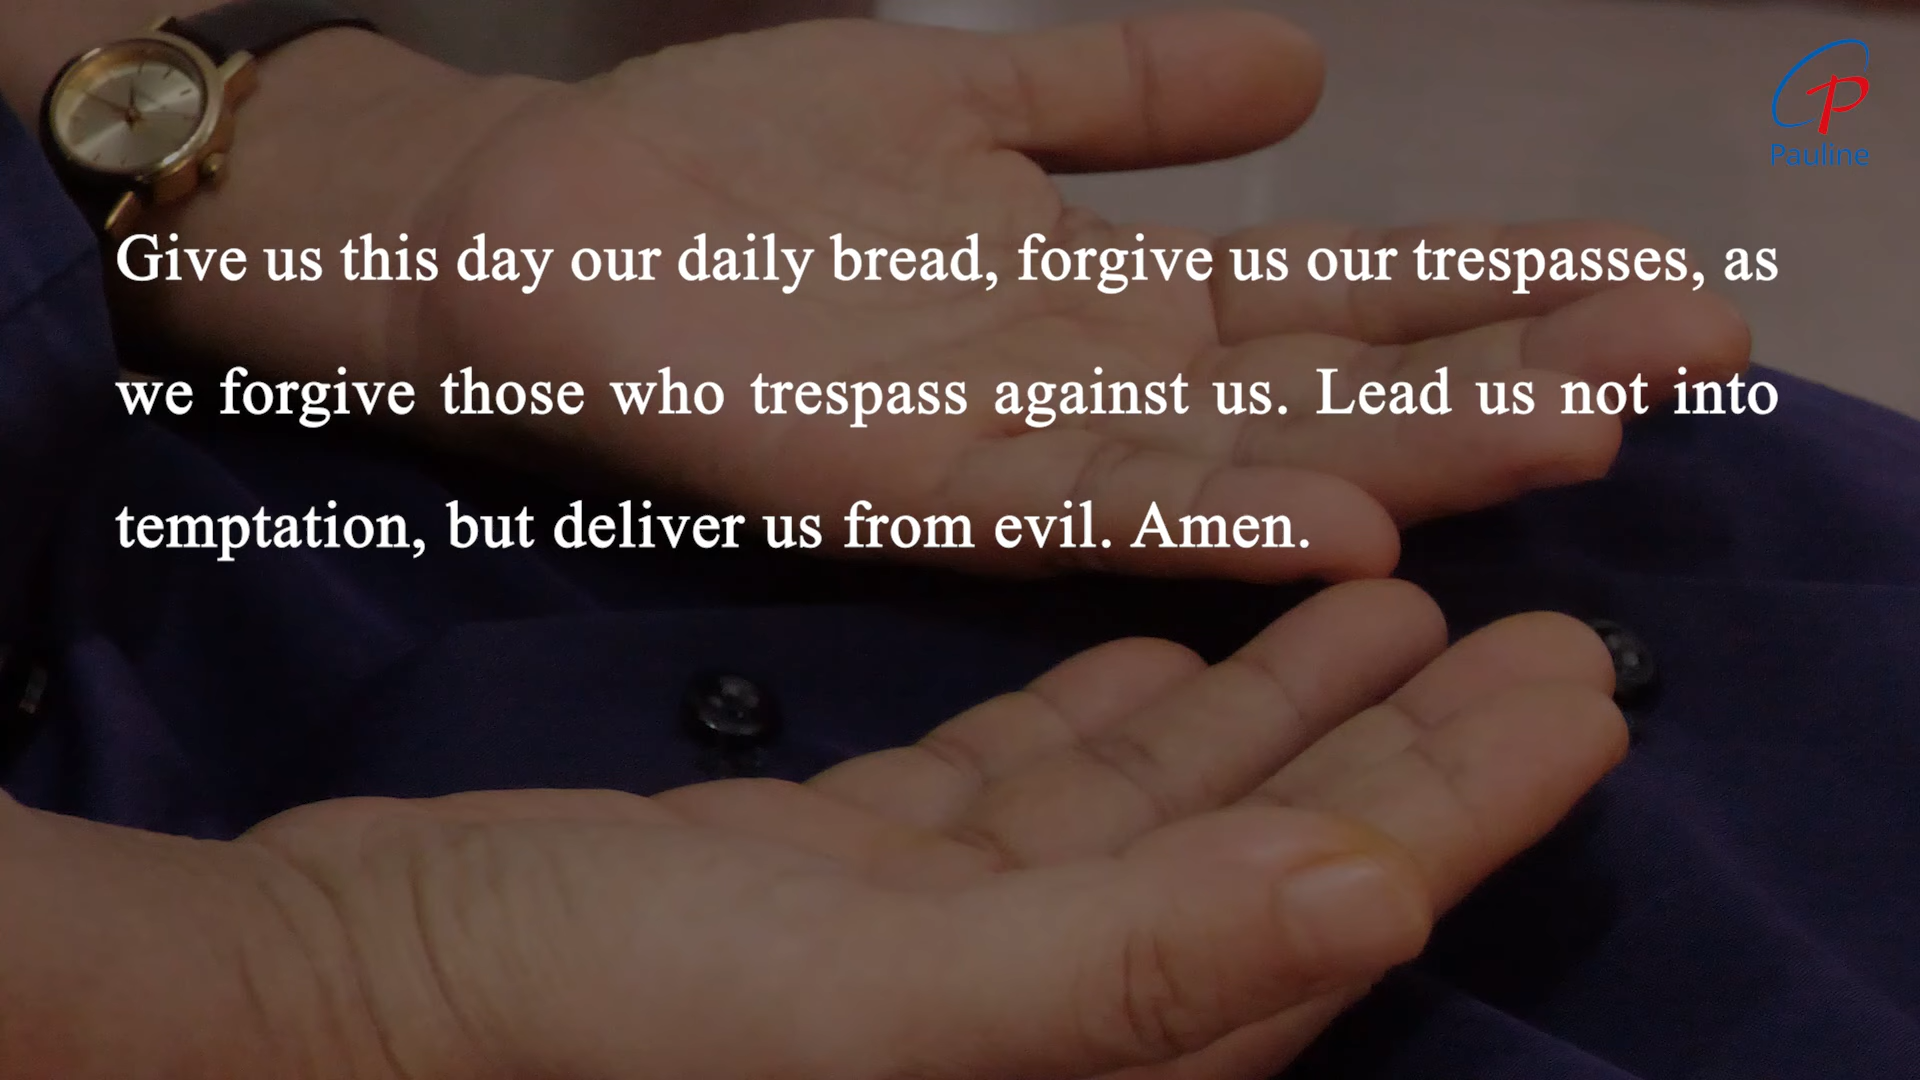 Pauline
Give us this day our daily bread, forgive us our trespasses, as
we forgive those who trespass against us. Lead us not into
temptation, but deliver us from evil. Amen.